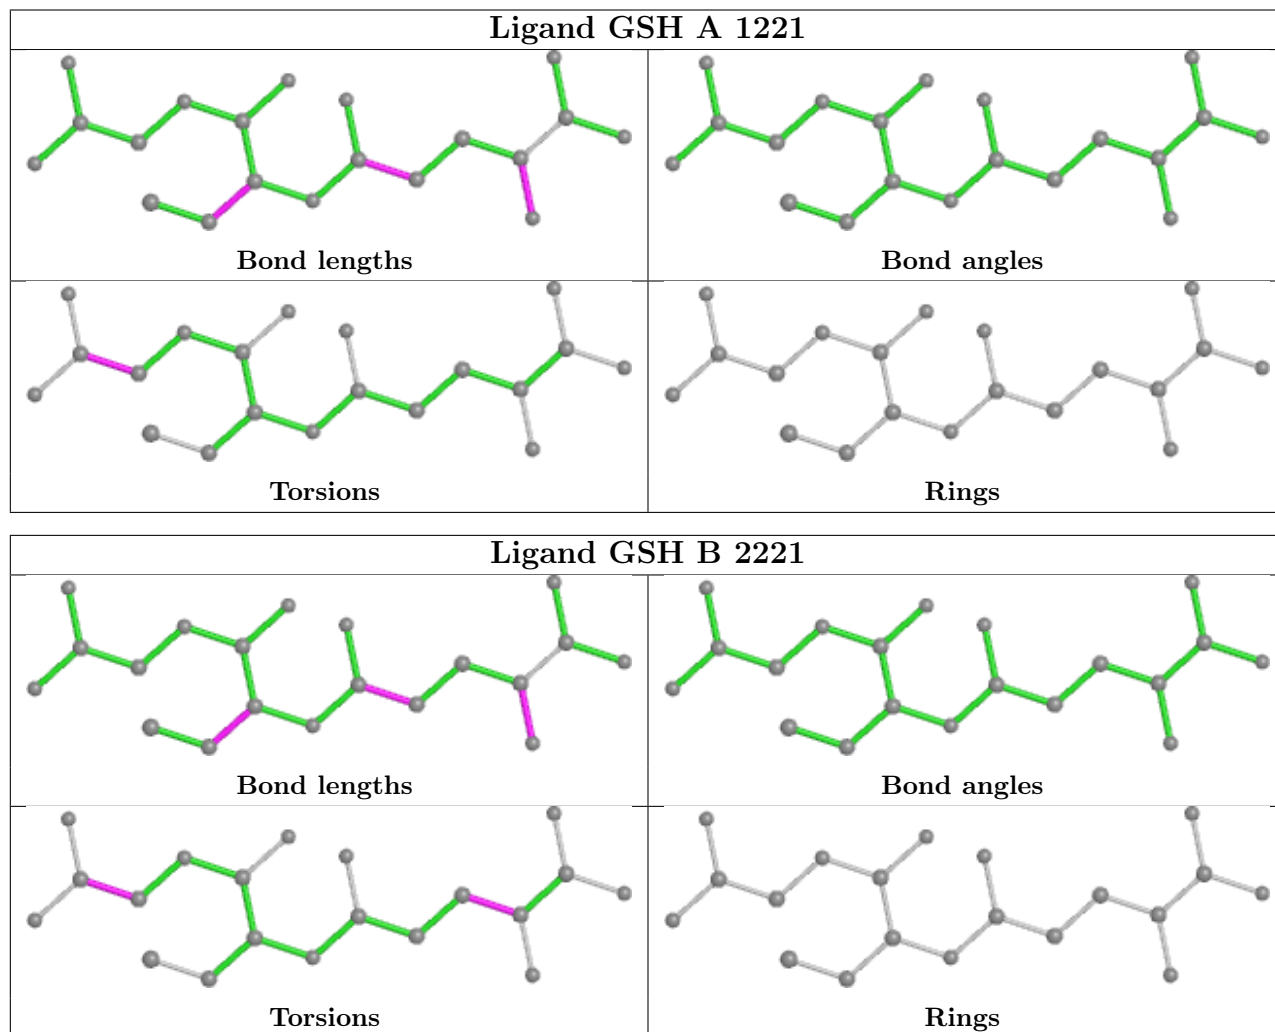 Ligand GSH A 1221
Bond lengths
Bond angles
Torsions
Rings
Ligand GSH B 2221
Bond lengths
Bond angles
Torsions
Rings